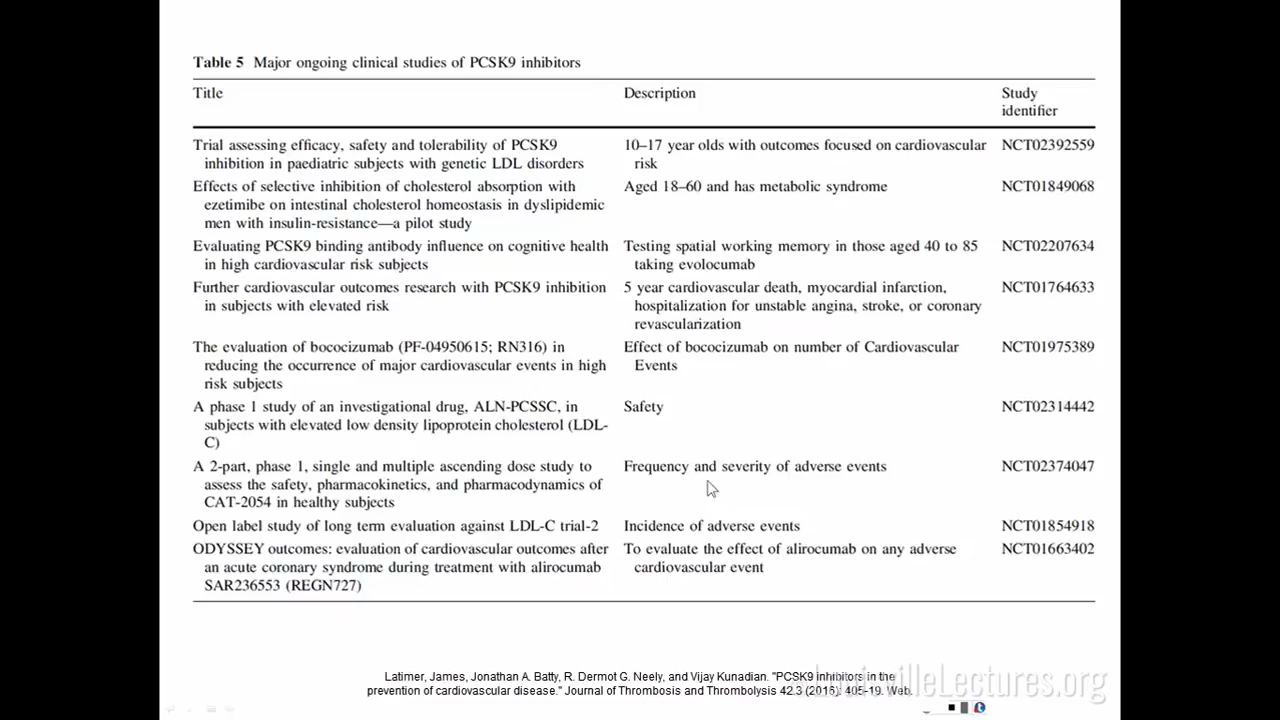 Table 5 Major ongoing clinical studies of PCSK9 inhibitors
Title Description Study
identifier
Trial assessing efficacy, safety and tolerability of PCSK9 10–17 year olds with outcomes focused on cardiovascular NCT02392559
inhibition in paediatric subjects with genetic LDL disorders risk
Effects of selective inhibition of cholesterol absorption with Aged 18–60 and has metabolic syndrome NCT01849068
ezetimibe on intestinal cholesterol homeostasis in dyslipidemic
men with insulin-resistance—a pilot study
Evaluating PCSK9 binding antibody influence on cognitive health Testing spatial working memory in those aged 40 to 85 NCT02207634
in high cardiovascular risk subjects taking evolocumab
Further cardiovascular outcomes research with PCSK9 inhibition 5 year cardiovascular death, myocardial infarction, NCT01764633
in subjects with elevated risk hospitalization for unstable angina, stroke, or coronary
revascularization
The evaluation of bococizumab (PF-04950615; RN316) in Effect of bococizumab on number of Cardiovascular NCT01975389
reducing the occurrence of major cardiovascular events in high Events
risk subjects
A phase 1 study of an investigational drug, ALN-PCSSC, in Safety NCT02314442
subjects with elevated low density lipoprotein cholesterol (LDL-
C)
A 2-part, phase 1, single and multiple ascending dose study to Frequency and severity of adverse events NCT02374047
assess the safety, pharmacokinetics, and pharmacodynamics of
CAT-2054 in healthy subjects
Open label study of long term evaluation against LDL-C trial-2 Incidence of adverse events NCT01854918
ODYSSEY outcomes: evaluation of cardiovascular outcomes after To evaluate the effect of alirocumab on any adverse NCT01663402
an acute coronary syndrome during treatment with alirocumab cardiovascular event
SAR236553 (REGN727)
Latimer, James, Jonathan A. Batty, R. Dermot G. Neely, and Vijay Kunadian. "PCSK9 inhibitors in the
prevention of cardiovascular disease." Journal of Thrombosis and Thrombolysis 42.3 (2016): 405-19. Web.
LouisvilleLectures.org